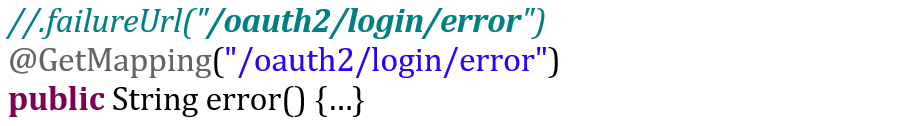 //.failureUrl("/oauth2/login/error")
@GetMapping("/oauth2/login/error")
public String error() {…}